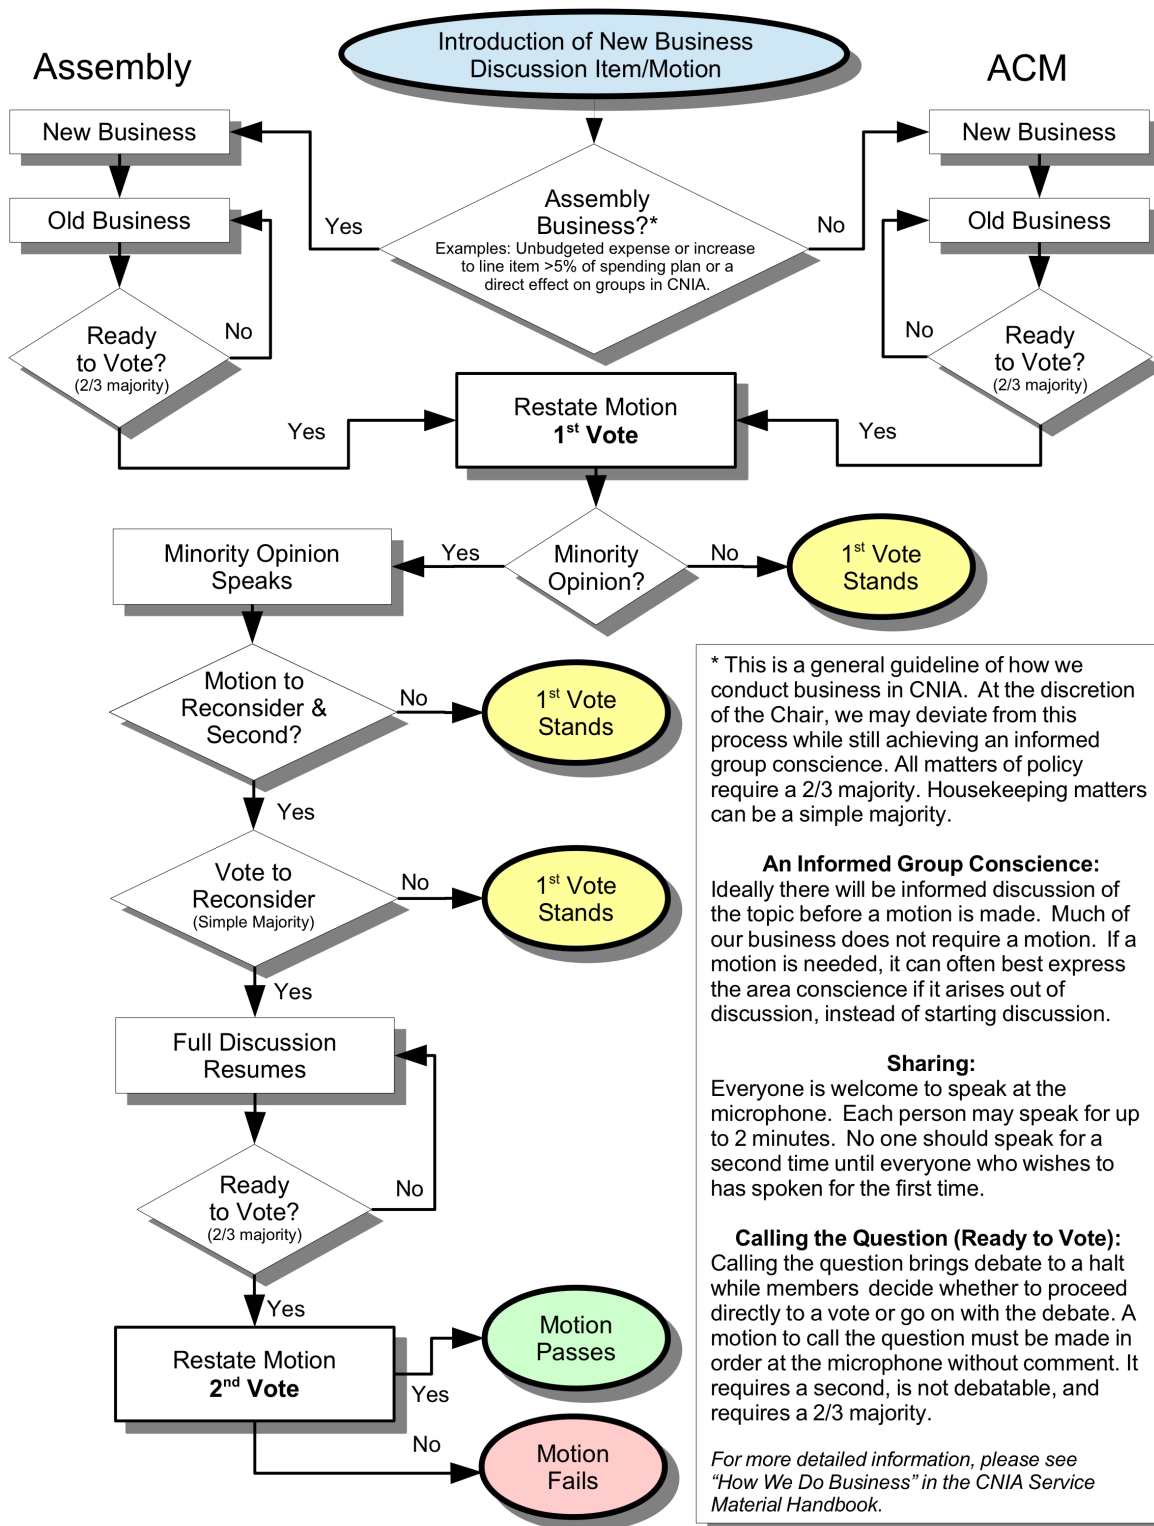 Introduction of New Business
Discussion Item/Motion
Assembly
ACM
New Business
New Business
Old Business
Old Business
Assembly
Business?*
Examples: Unbudgeted expense or increase
to line item >5% of spending plan or a
direct effect on groups in CNIA.
Yes
No
Ready
to Vote?
(2/3 majority)
No
Ready
to Vote?
(2/3 majority)
No
Yes
Restate Motion
1st Vote
Yes
Minority
Opinion?
Yes
No
Minority Opinion
Speaks
1st Vote
Stands
Motion to
Reconsider &
Second?
No
1st Vote
Stands
Yes
Vote to
Reconsider
(Simple Majority)
No
1st Vote
Stands
Yes
Full Discussion
Resumes
Ready
to Vote?
(2/3 majority)
No
Yes
Restate Motion
2nd Vote
Yes
Motion
Passes
No
Motion
Fails
* This is a general guideline of how we
conduct business in CNIA.  At the discretion
of the Chair, we may deviate from this
process while still achieving an informed
group conscience. All matters of policy
require a 2/3 majority. Housekeeping matters
can be a simple majority.
An Informed Group Conscience:
Ideally there will be informed discussion of
the topic before a motion is made.  Much of
our business does not require a motion.  If a
motion is needed, it can often best express
the area conscience if it arises out of
discussion, instead of starting discussion.
Sharing:
Everyone is welcome to speak at the
microphone.  Each person may speak for up
to 2 minutes.  No one should speak for a
second time until everyone who wishes to
has spoken for the first time.
Calling the Question (Ready to Vote):
Calling the question brings debate to a halt
while members  decide whether to proceed
directly to a vote or go on with the debate. A
motion to call the question must be made in
order at the microphone without comment. It
requires a second, is not debatable, and
requires a 2/3 majority.
For more detailed information, please see
“How We Do Business” in the CNIA Service
Material Handbook.